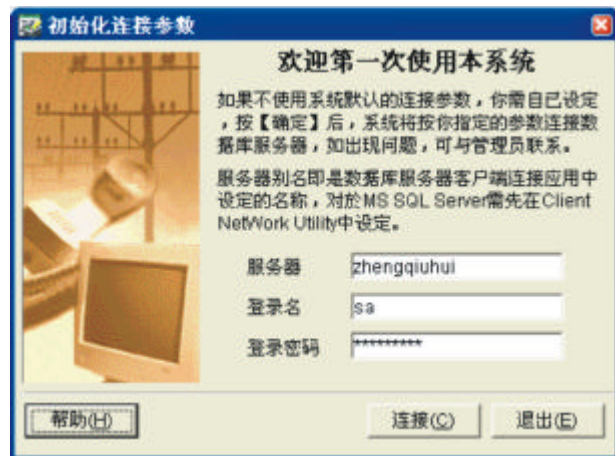 初始化连接参数
欢迎第一次使用本系统
如果不使用系统默认的连接参数，你需自己设定
，按【确定】后，系统将按你指定的参数连接数
据库服务器，如出现问题，可与管理员联系。
服务器别名即是数据库服务器客户端连接应用中
设定的名称，对於MS SQL Server需先在Client
NetWork Utility中设定。
服务器 zhengqiuhui
登录名 sa
登录密码 *********
帮助(H) 连接(C) 退出(E)